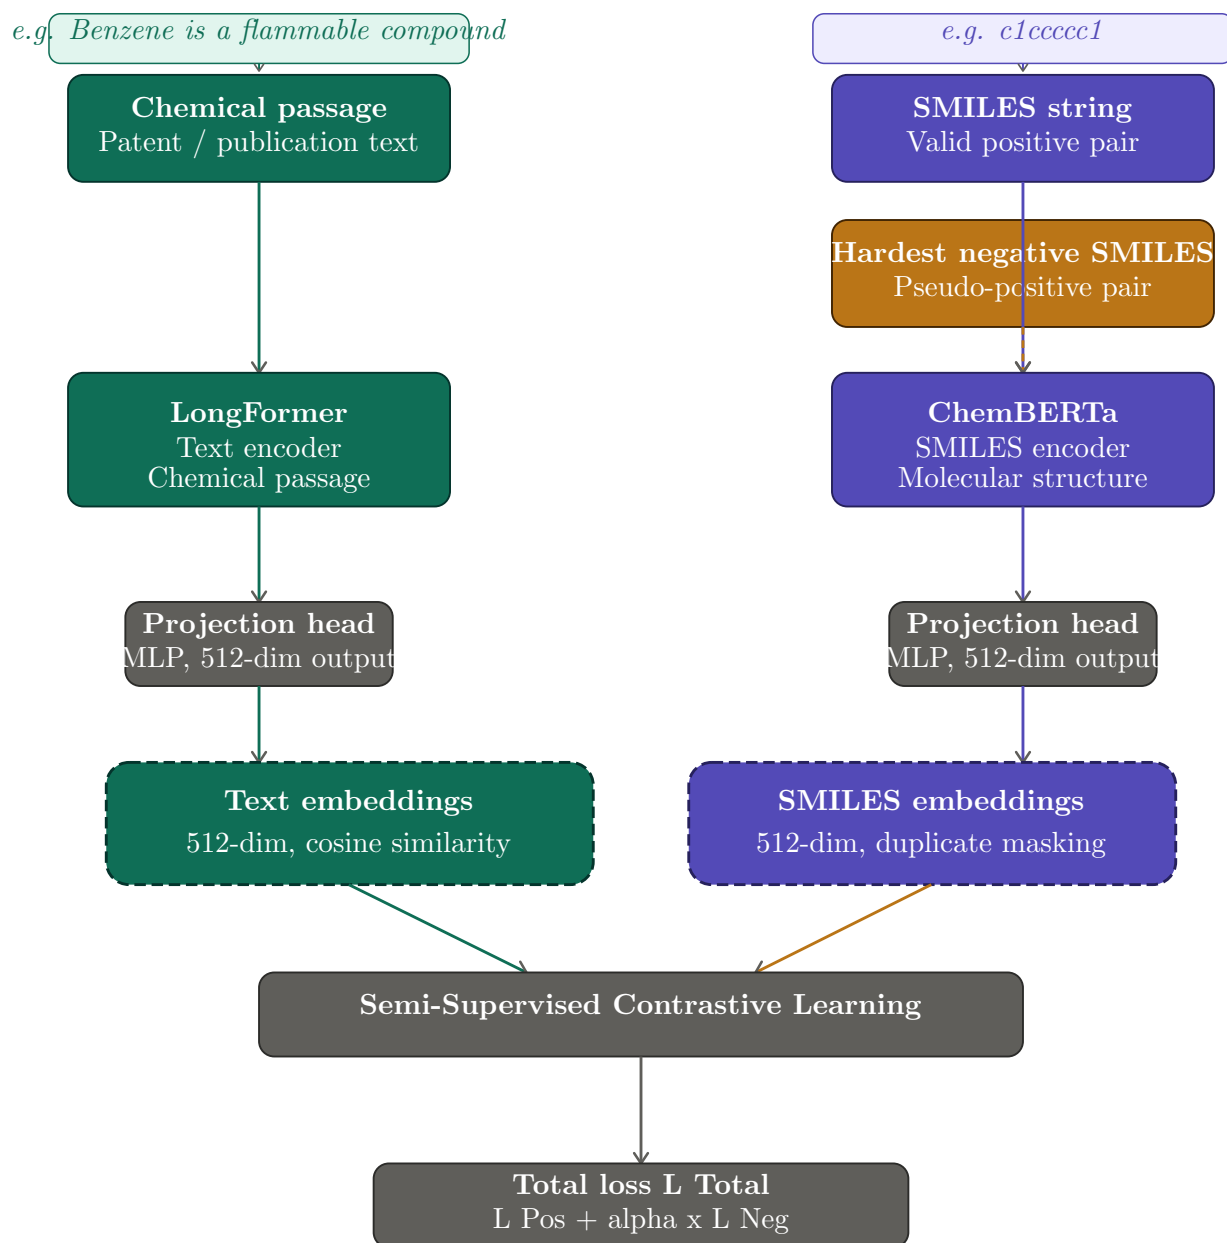 e.g. Benzene is a flammable compound
e.g. c1ccccc1
Chemical passage
Patent / publication text
SMILES string
Valid positive pair
Hardest negative SMILES
Pseudo-positive pair
LongFormer
Text encoder
Chemical passage
ChemBERTa
SMILES encoder
Molecular structure
Projection head
MLP, 512-dim output
Projection head
MLP, 512-dim output
Text embeddings
512-dim, cosine similarity
SMILES embeddings
512-dim, duplicate masking
Semi-Supervised Contrastive Learning
Total loss L Total
L Pos + alpha x L Neg